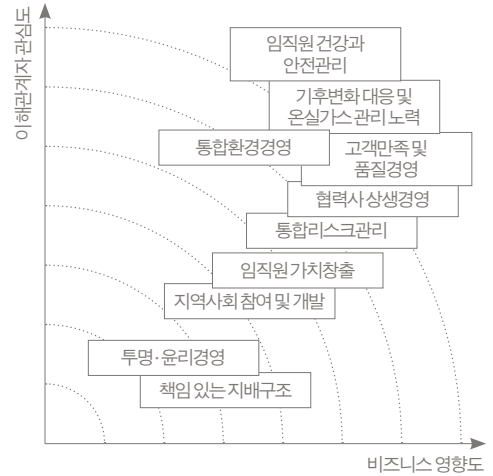 이해관계자 관심도
임직원 건강과
안전관리
기후변화 대응 및
온실가스 관리 노력
통합환경경영
고객만족 및
품질경영
협력사 상생경영
통합리스크관리
임직원 가치창출
지역사회 참여 및 개발
투명·윤리경영
책임 있는 지배구조
비즈니스 영향도